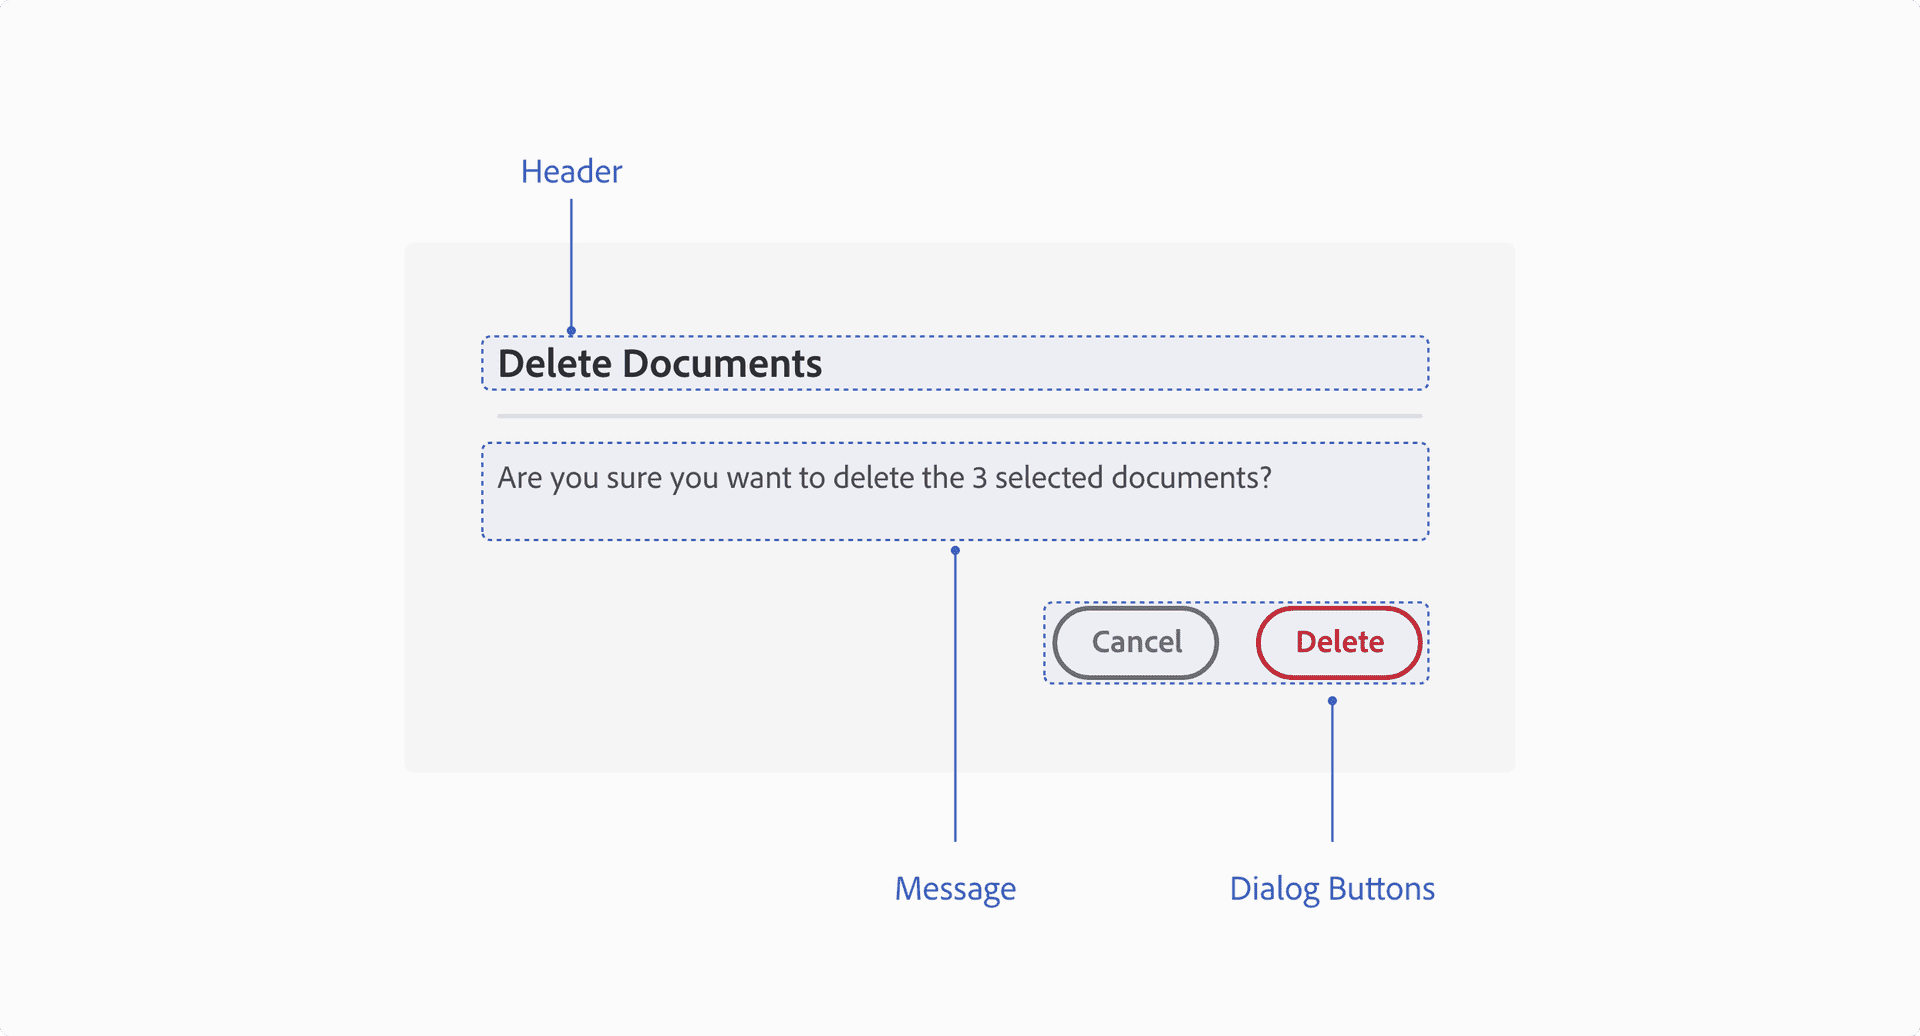 Header
Delete Documents
Are you sure you want to delete the 3 selected documents?
Cancel
Delete
Message
Dialog Buttons